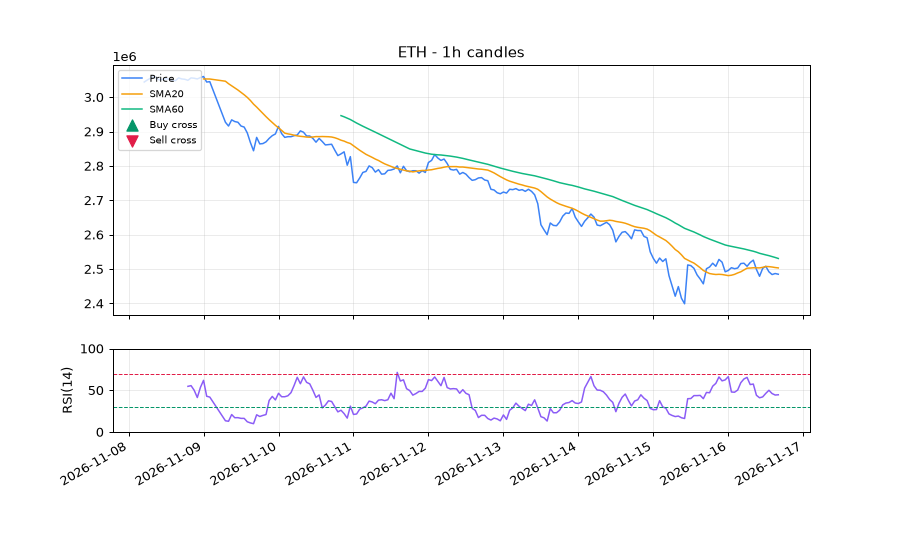 ETH - 1h candles
1e6
Price
SMA20
SMA60
Buy cross
Sell cross
3.0
2.9
2.8
2.7
2.6
2.5
2.4
100
50
0
RSI(14)
2026-11-08
2026-11-09
2026-11-10
2026-11-11
2026-11-12
2026-11-13
2026-11-14
2026-11-15
2026-11-16
2026-11-17